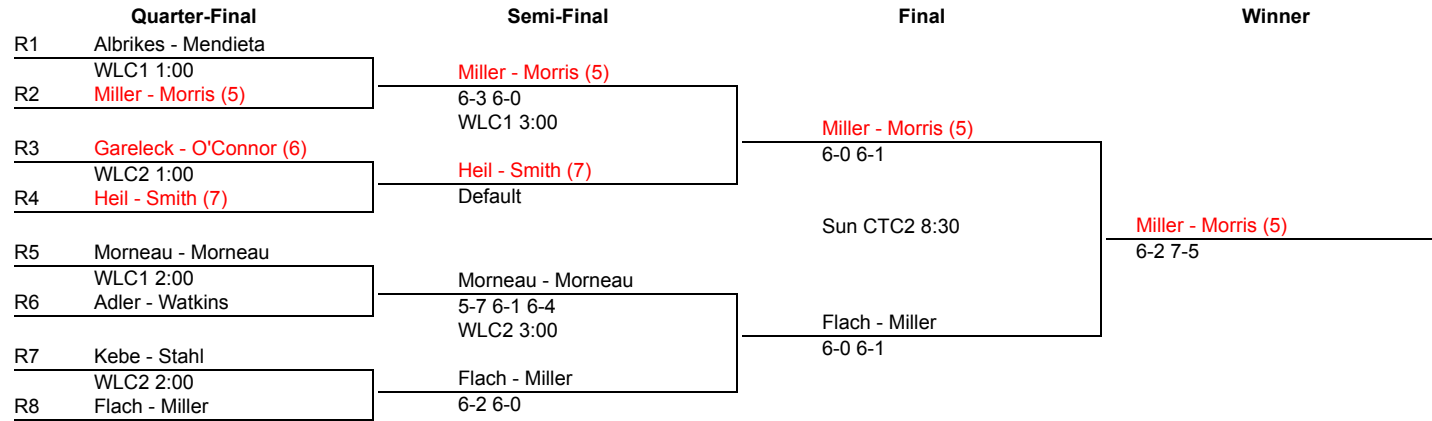 Quarter-Final Semi-Final Final Winner
R1 Albrikes - Mendieta
WLC1 1:00
R2 Miller - Morris (5)
R3 Gareleck - O'Connor (6)
WLC2 1:00
R4 Heil - Smith (7)
R5 Morneau - Morneau
WLC1 2:00
R6 Adler - Watkins
R7 Kebe - Stahl
WLC2 2:00
R8 Flach - Miller
Miller - Morris (5)
6-3 6-0
WLC1 3:00
Heil - Smith (7)
Default
Morneau - Morneau
5-7 6-1 6-4
WLC2 3:00
Flach - Miller
6-2 6-0
Miller - Morris (5)
6-0 6-1
Sun CTC2 8:30
Flach - Miller
6-0 6-1
Miller - Morris (5)
6-2 7-5